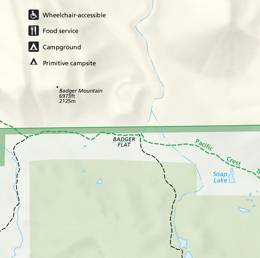 Wheelchair-accessible
Food service
Campground
Primitive campsite
Badger Mountain
6973ft
2125m
BADGER
FLAT
Pacific
Crest
Soap
Lake